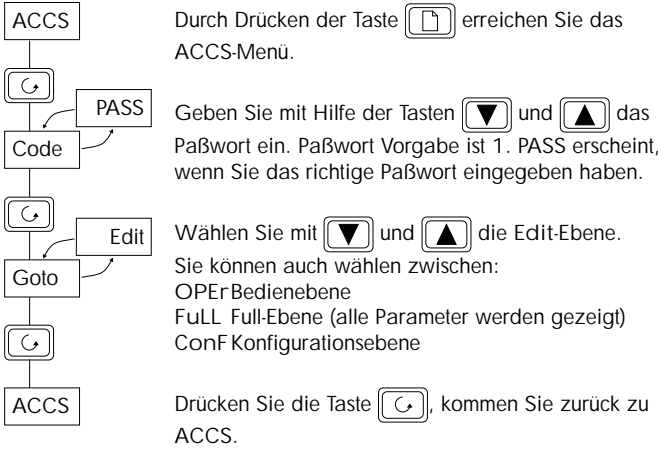 ACCS
Durch Drücken der Taste erreichen Sie das
ACCS-Menü.
PASS
Code
Geben Sie mit Hilfe der Tasten und das
Paßwort ein. Paßwort Vorgabe ist 1. PASS erscheint,
wenn Sie das richtige Paßwort eingegeben haben.
Edit
Goto
Wählen Sie mit und die Edit-Ebene.
Sie können auch wählen zwischen:
OPEr Bedienebene
FuLL Full-Ebene (alle Parameter werden gezeigt)
ConF Konfigurationsebene
ACCS
Drücken Sie die Taste , kommen Sie zurück zu
ACCS.